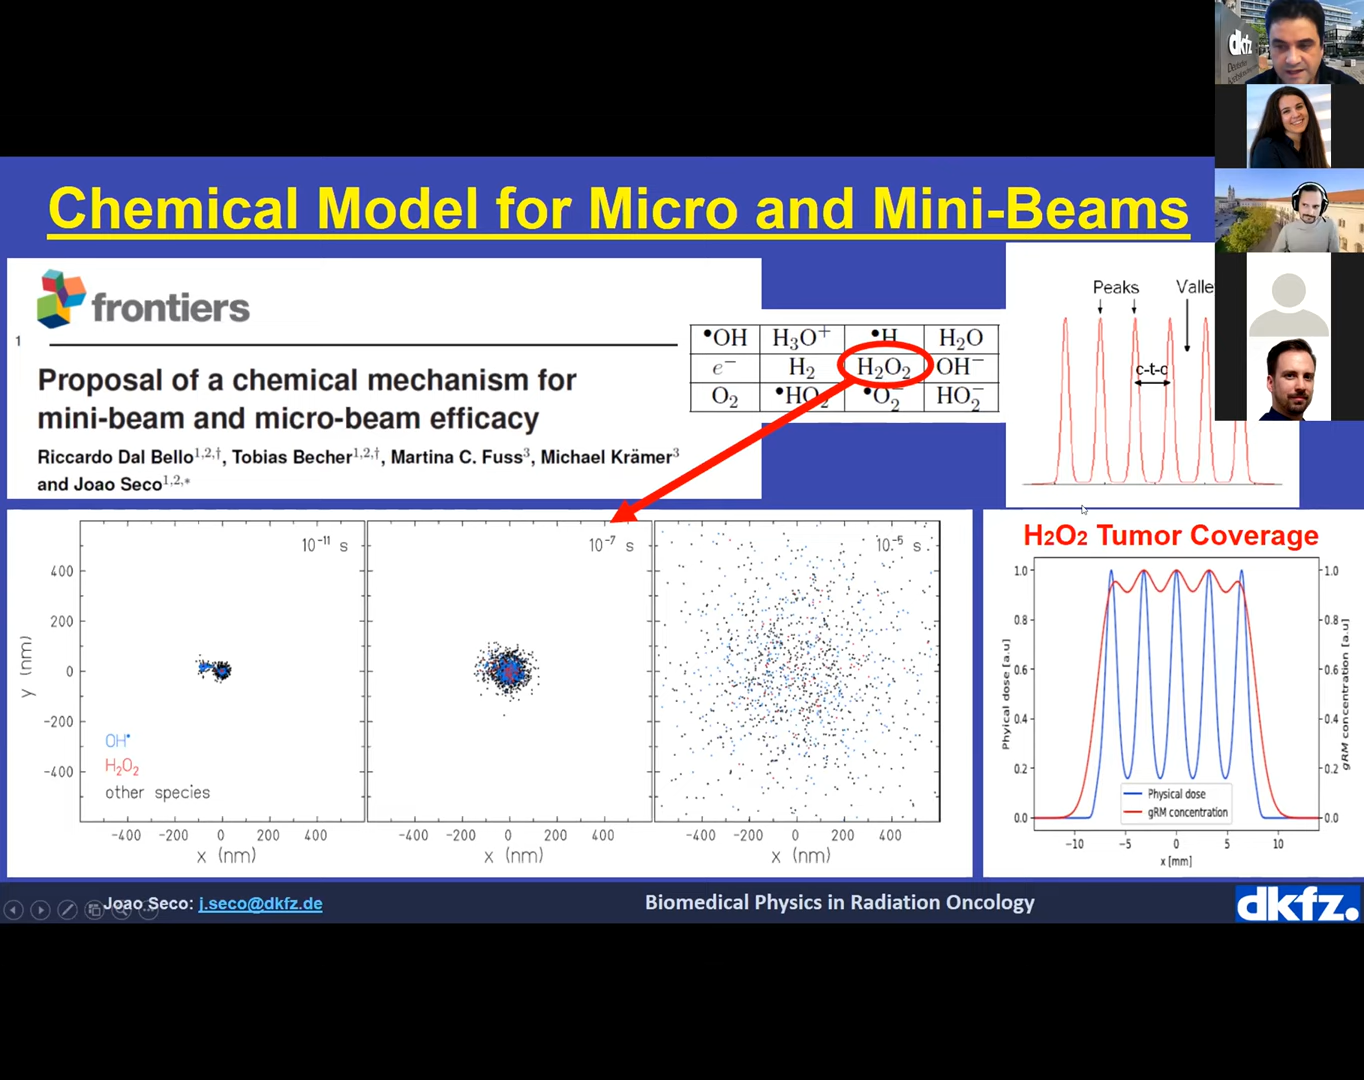 Chemical Model for Micro and Mini-Beams
frontiers
1
Proposal of a chemical mechanism for
mini-beam and micro-beam efficacy
Riccardo Dal Bello1,2,†, Tobias Becher1,2,†, Martina C. Fuss3, Michael Krämer3
and Joao Seco1,2,*
•OH H3O+ •H H2O
e− H2 H2O2 OH−
O2 •HO2 •O2− HO2−
Peaks Valle
c-t-c
10-11 s
10-7 s
10-5 s
400
200
0
-200
-400
y (nm)
OH•
H2O2
other species
-400 -200 0 200 400
x (nm)
-400 -200 0 200 400
x (nm)
-400 -200 0 200 400
x (nm)
H2O2 Tumor Coverage
1.0
0.8
0.6
0.4
0.2
0.0
Phyical dose [a.u]
1.0
0.8
0.6
0.4
0.2
0.0
gRM concentration [a.u]
Physical dose
gRM concentration
-10 -5 0 5 10
x [mm]
Joao Seco: j.seco@dkfz.de
Biomedical Physics in Radiation Oncology
dkfz.
dkfz.